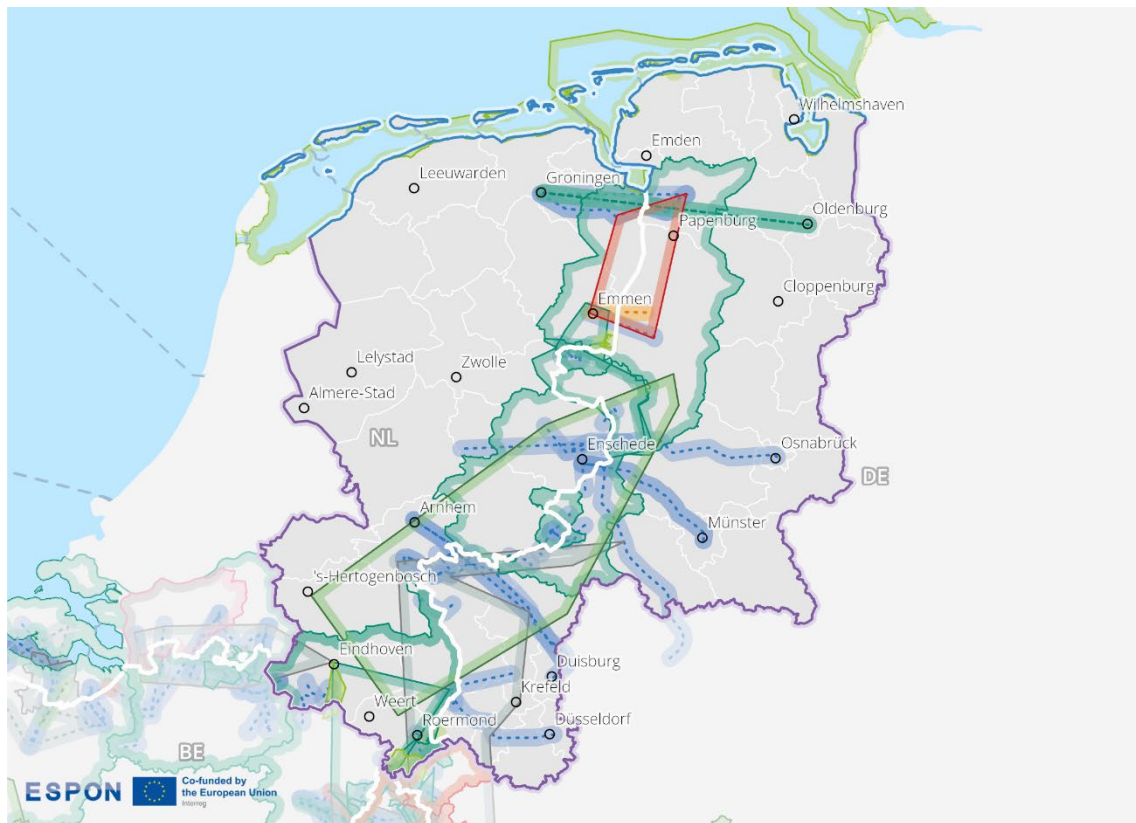 Wilhelmshaven
Emden
Leeuwarden
Groningen
Oldenburg
Papenburg
Cloppenburg
Emmen
Lelystad
Zwolle
Almere-Stad
NL
Enschede
Osnabrück
DE
Arnhem
Münster
's-Hertogenbosch
Eindhoven
Duisburg
Krefeld
Weert
Roermond
Düsseldorf
BE
ESPON
Co-funded by
the European Union
Interreg